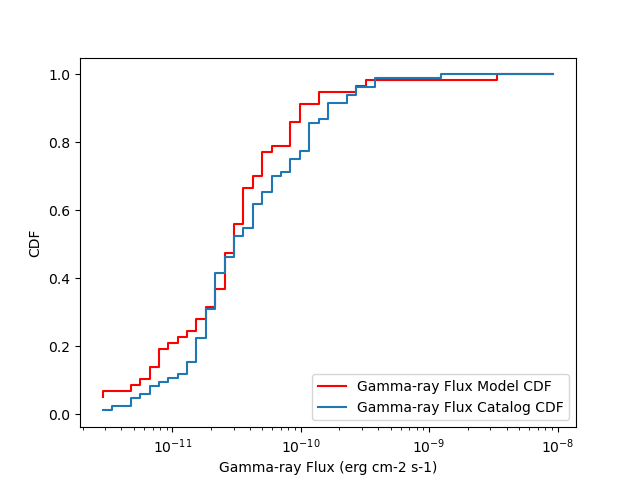 1.0
0.8
0.6
0.4
0.2
0.0
CDF
10⁻¹¹
10⁻¹⁰
10⁻⁹
10⁻⁸
Gamma-ray Flux (erg cm-2 s-1)
Gamma-ray Flux Model CDF
Gamma-ray Flux Catalog CDF